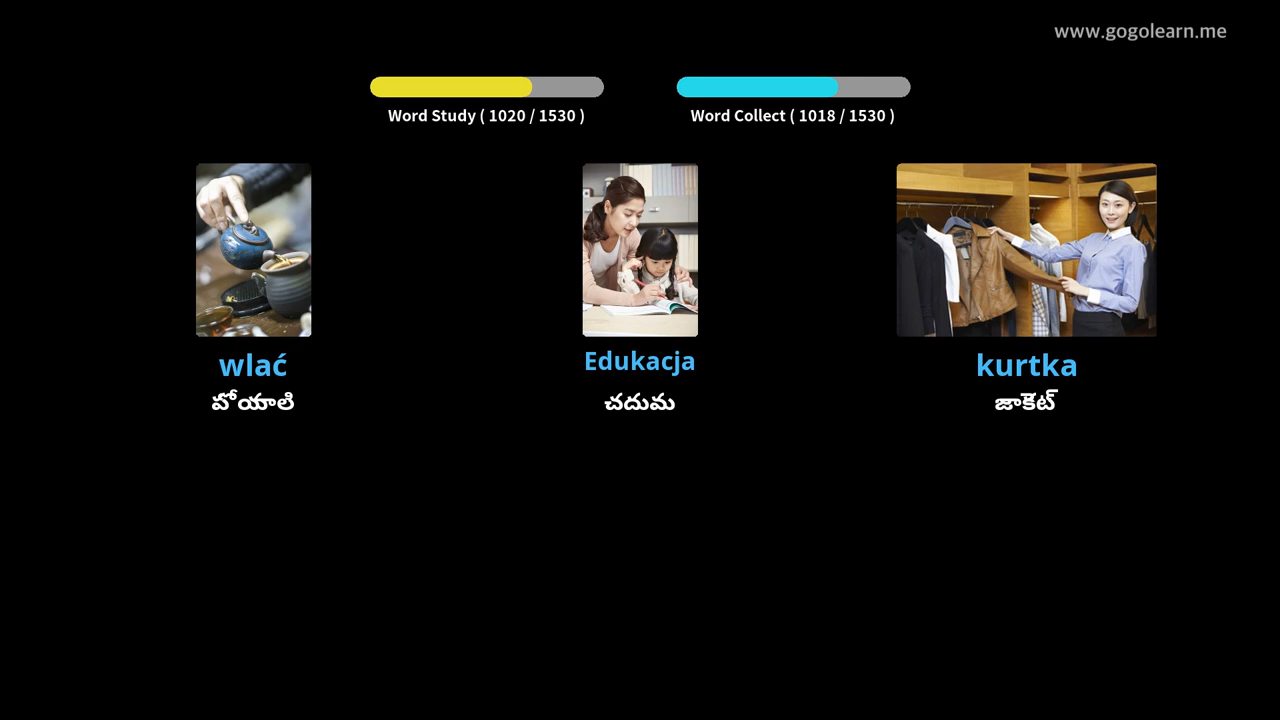 www.gogolearn.me
Word Study ( 1020 / 1530 )
Word Collect ( 1018 / 1530 )
wlać
Edukacja
kurtka
పోయాలి
చదువు
జాకెట్